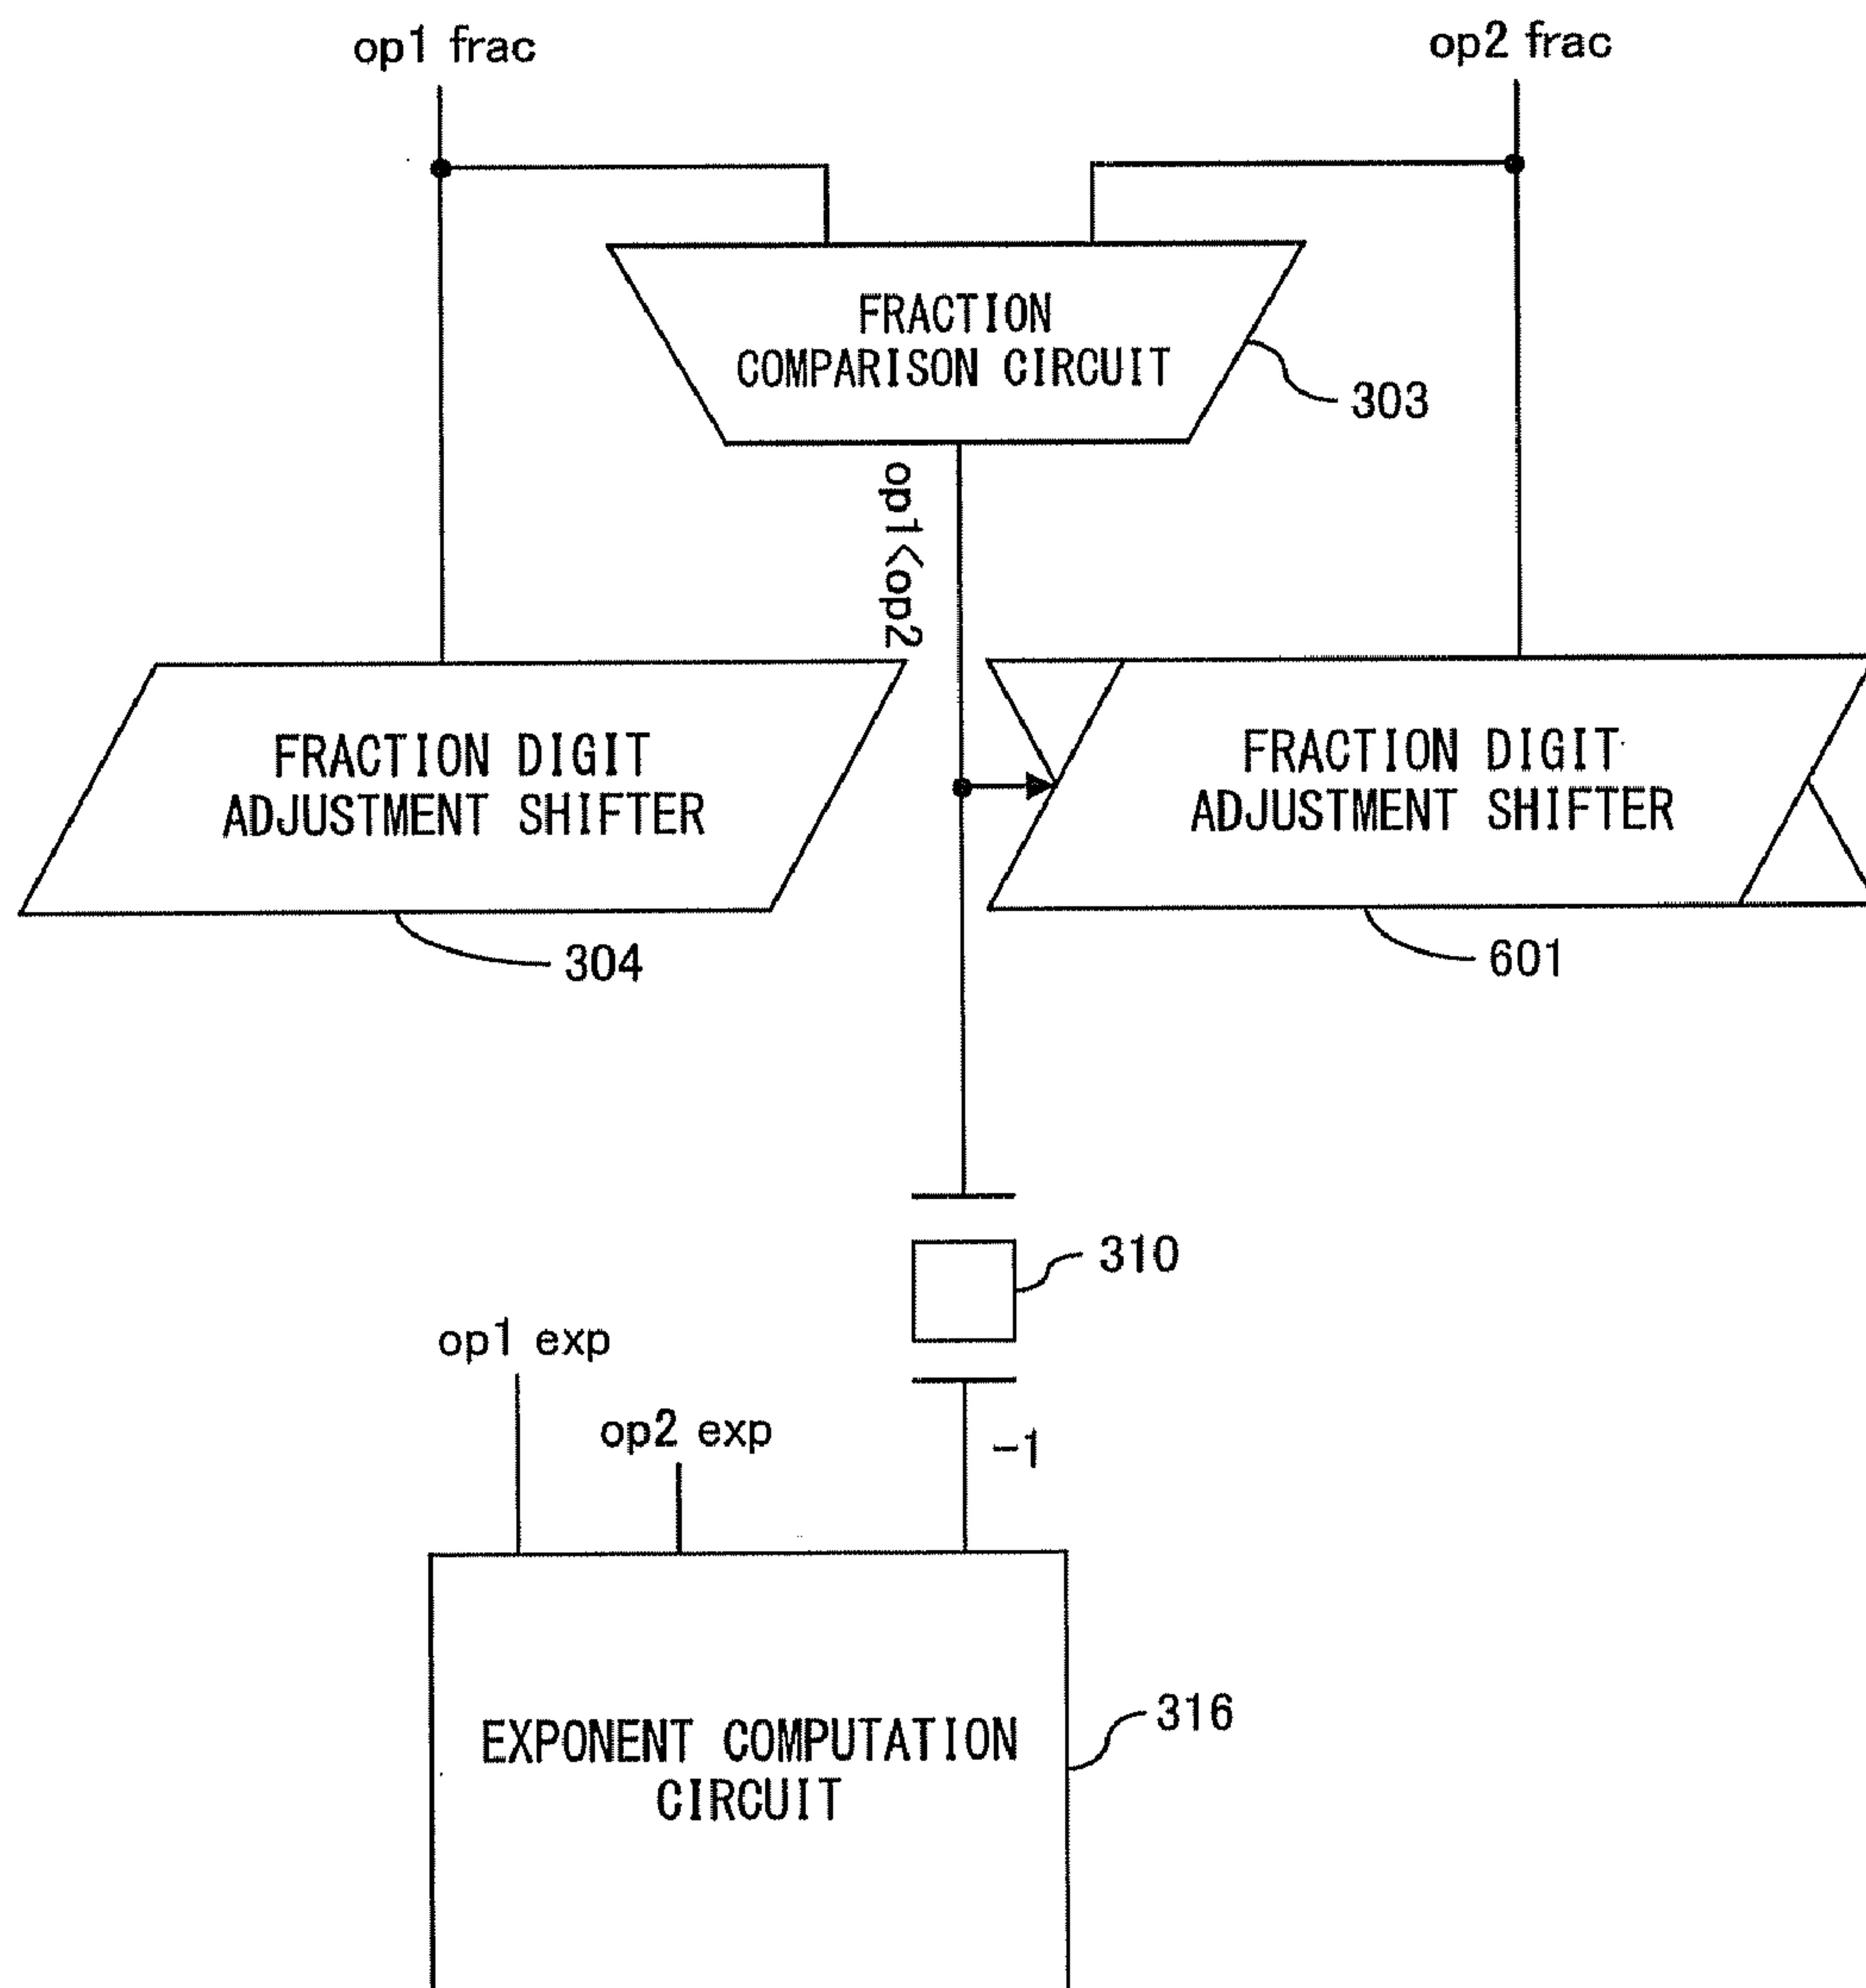 op1 frac
op2 frac
FRACTION
COMPARISON CIRCUIT
303
op1<op2
FRACTION DIGIT
ADJUSTMENT SHIFTER
FRACTION DIGIT
ADJUSTMENT SHIFTER
304
601
310
op1 exp
op2 exp
-1
EXPONENT COMPUTATION
CIRCUIT
316